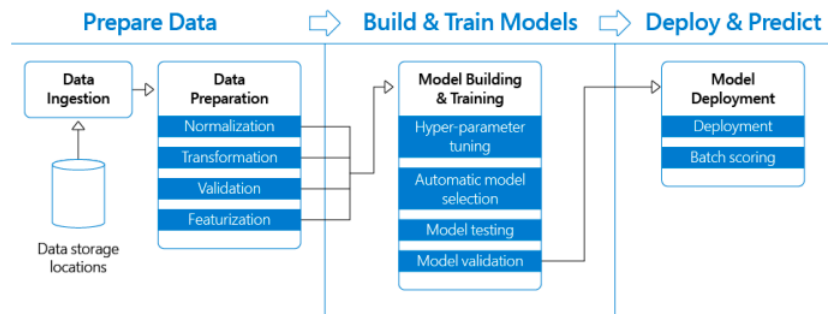 Prepare Data
Build & Train Models
Deploy & Predict
Data
Ingestion
Data storage
locations
Data
Preparation
Normalization
Transformation
Validation
Featurization
Model Building
& Training
Hyper-parameter
tuning
Automatic model
selection
Model testing
Model validation
Model
Deployment
Deployment
Batch scoring